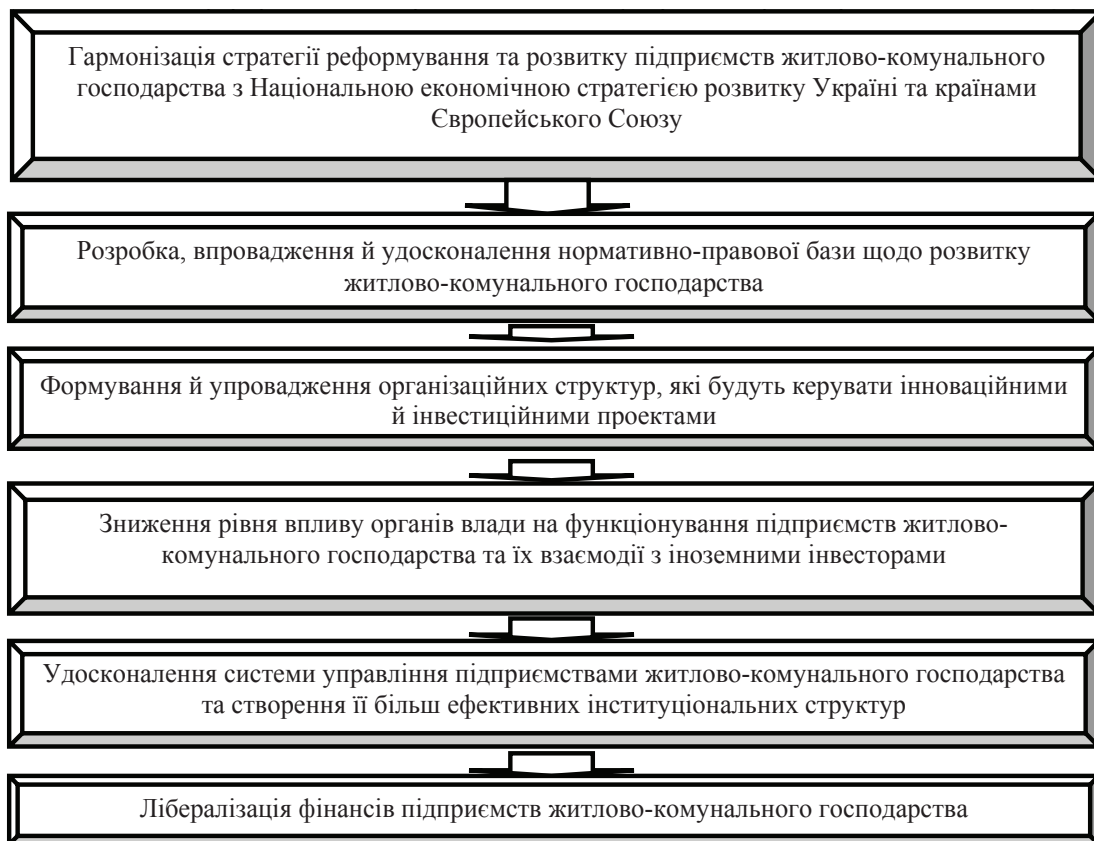 Гармонізація стратегії реформування та розвитку підприємств житлово-комунального
господарства з Національною економічною стратегією розвитку Україні та країнами
Європейського Союзу
Розробка, впровадження й удосконалення нормативно-правової бази щодо розвитку
житлово-комунального господарства
Формування й упровадження організаційних структур, які будуть керувати інноваційними
й інвестиційними проектами
Зниження рівня впливу органів влади на функціонування підприємств житлово-
комунального господарства та їх взаємодії з іноземними інвесторами
Удосконалення системи управління підприємствами житлово-комунального господарства
та створення її більш ефективних інституціональних структур
Лібералізація фінансів підприємств житлово-комунального господарства